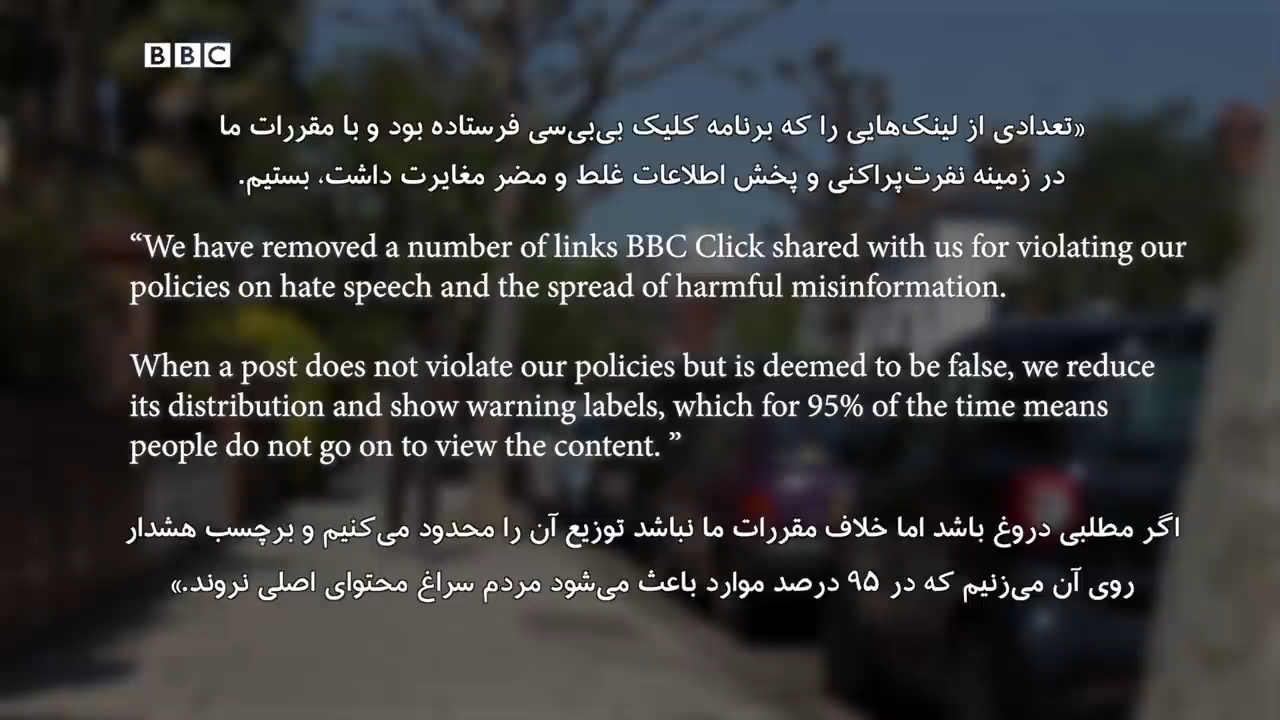 BBC
«تعدادی از لینک‌هایی را که برنامه کلیک بی‌بی‌سی فرستاده بود و با مقررات ما
در زمینه نفرت‌پراکنی و پخش اطلاعات غلط و مضر مغایرت داشت، بستیم.
“We have removed a number of links BBC Click shared with us for violating our
policies on hate speech and the spread of harmful misinformation.
When a post does not violate our policies but is deemed to be false, we reduce
its distribution and show warning labels, which for 95% of the time means
people do not go on to view the content. ”
اگر مطلبی دروغ باشد اما خلاف مقررات ما نباشد توزیع آن را محدود می‌کنیم و برچسب هشدار
روی آن می‌زنیم که در ۹۵ درصد موارد باعث می‌شود مردم سراغ محتوای اصلی نروند.»